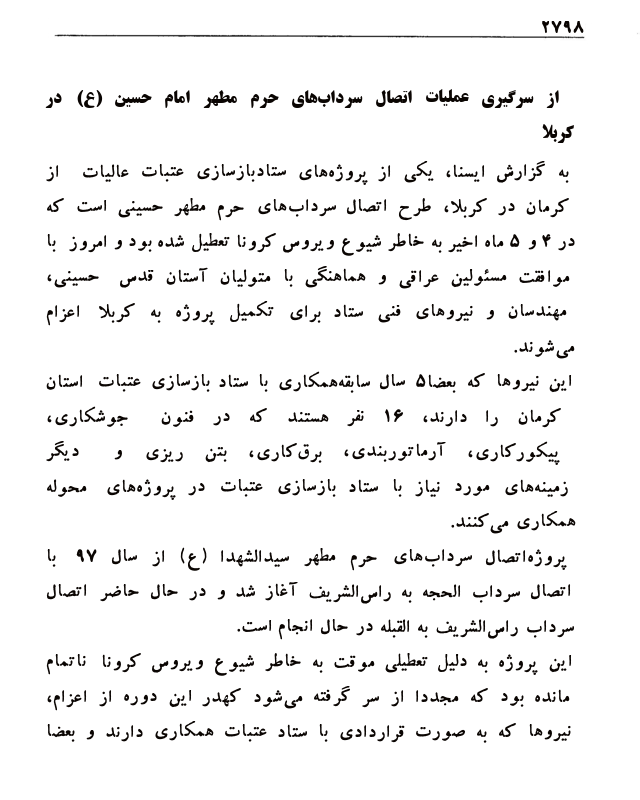 ۲۷۹۸
از سرگیری عملیات اتصال سرداب‌های حرم مطهر امام حسین (ع) در
کربلا
به گزارش ایسنا، یکی از پروژه‌های ستادبازسازی عتبات عالیات از
کرمان در کربلا، طرح اتصال سرداب‌های حرم مطهر حسینی است که
در ۴ و ۵ ماه اخیر به خاطر شیوع ویروس کرونا تعطیل شده بود و امروز با
موافقت مسئولین عراقی و هماهنگی با متولیان آستان قدس حسینی،
مهندسان و نیروهای فنی ستاد برای تکمیل پروژه به کربلا اعزام
می‌شوند.
این نیروها که بعضا۵ سال سابقه‌همکاری با ستاد بازسازی عتبات استان
کرمان را دارند، ۱۶ نفر هستند که در فنون جوشکاری،
پیکورکاری، آرماتوربندی، برق‌کاری، بتن ریزی و دیگر
زمینه‌های مورد نیاز با ستاد بازسازی عتبات در پروژه‌های محوله
همکاری می‌کنند.
پروژه‌اتصال سرداب‌های حرم مطهر سیدالشهدا (ع) از سال ۹۷ با
اتصال سرداب الحجه به راس‌الشریف آغاز شد و در حال حاضر اتصال
سرداب راس‌الشریف به القبله در حال انجام است.
این پروژه به دلیل تعطیلی موقت به خاطر شیوع ویروس کرونا ناتمام
مانده بود که مجددا از سر گرفته می‌شود کهدر این دوره از اعزام،
نیروها که به صورت قراردادی با ستاد عتبات همکاری دارند و بعضا